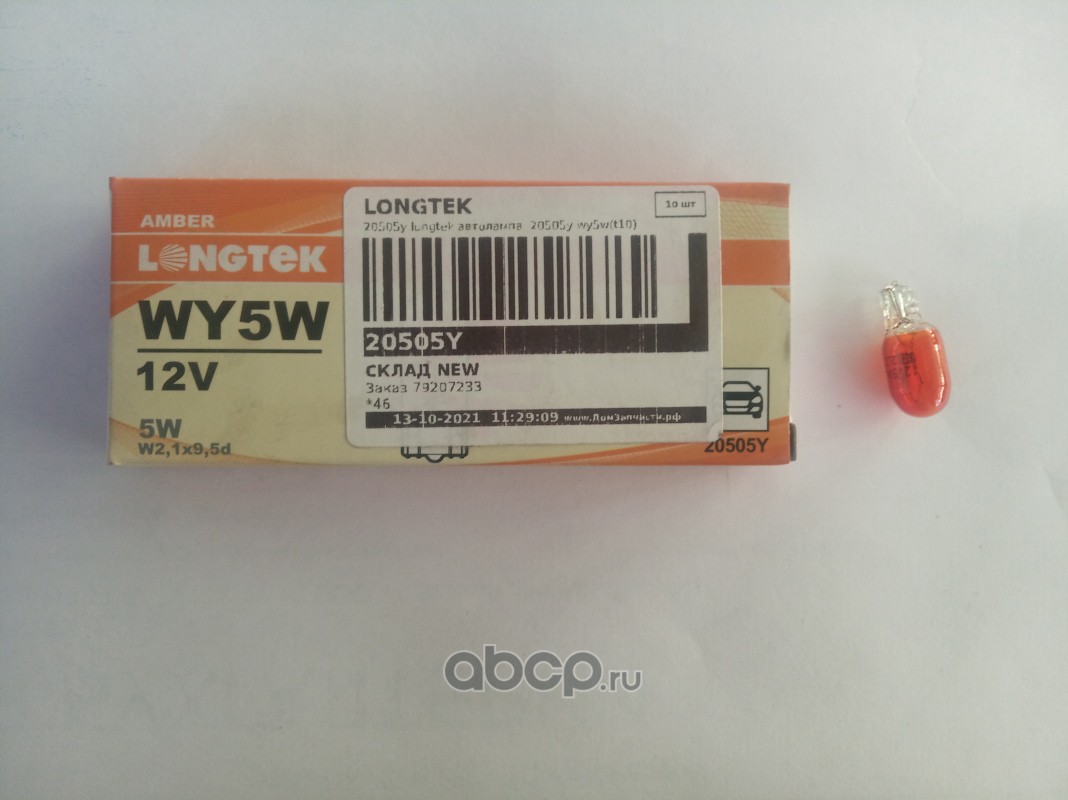 AMBER
LONGTEK
WY5W
12V
5W
W2,1x9,5d
LONGTEK
10 шт
20505y longtek автолампа 20505y wy5w(t10)
20505Y
СКЛАД NEW
Заказ 79207233
*46
13-10-2021 11:29:09 www.ДомЗапчасти.рф
20505Y
abcp.ru